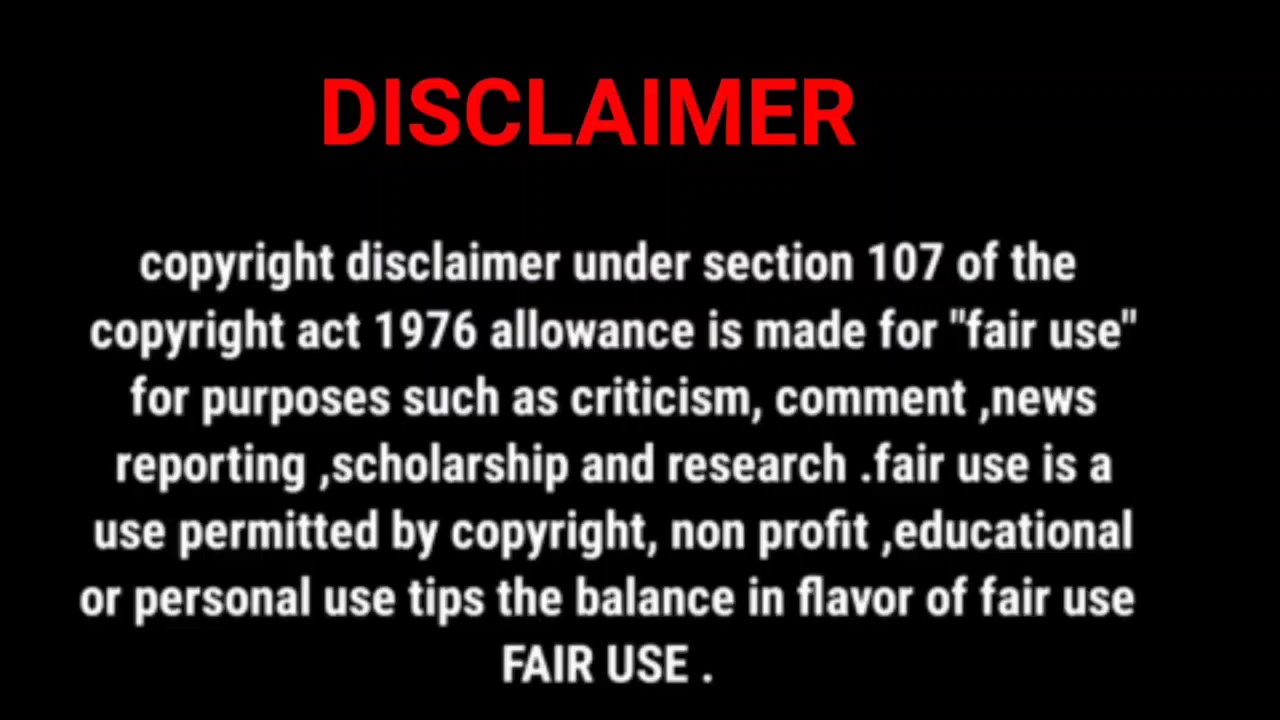 DISCLAIMER
copyright disclaimer under section 107 of the
copyright act 1976 allowance is made for "fair use"
for purposes such as criticism, comment ,news
reporting ,scholarship and research .fair use is a
use permitted by copyright, non profit ,educational
or personal use tips the balance in flavor of fair use
FAIR USE .